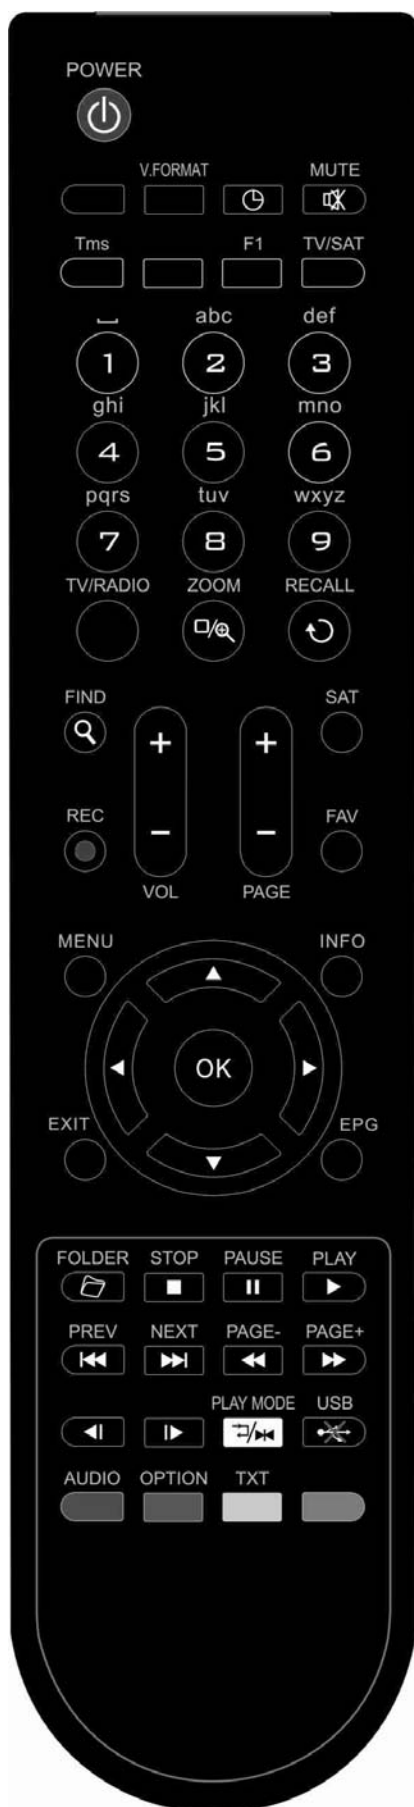 POWER
V.FORMAT MUTE
Tms F1 TV/SAT
abc def
1 2 3
ghi jkl mno
4 5 6
pqrs tuv wxyz
7 8 9
TV/RADIO ZOOM RECALL
FIND SAT
+ +
REC - - FAV
VOL PAGE
MENU INFO
OK
EXIT EPG
FOLDER STOP PAUSE PLAY
PREV NEXT PAGE- PAGE+
PLAY MODE USB
AUDIO OPTION TXT